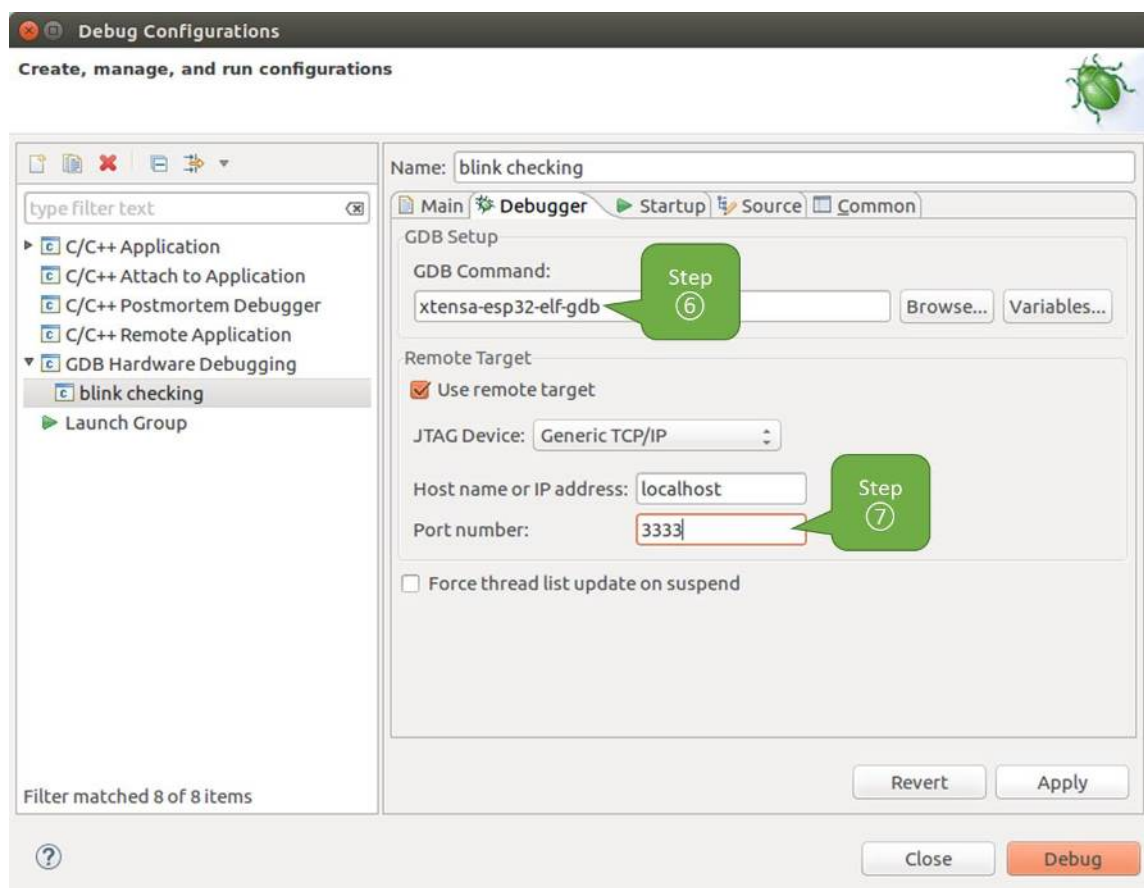 Debug Configurations
Create, manage, and run configurations
type filter text
C/C++ Application
C/C++ Attach to Application
C/C++ Postmortem Debugger
C/C++ Remote Application
GDB Hardware Debugging
blink checking
Launch Group
Filter matched 8 of 8 items
Name: blink checking
Main Debugger Startup Source Common
GDB Setup
GDB Command:
xtensa-esp32-elf-gdb
Browse... Variables...
Step
⑥
Remote Target
Use remote target
JTAG Device: Generic TCP/IP
Host name or IP address: localhost
Port number: 3333
Step
⑦
Force thread list update on suspend
Revert Apply
? Close Debug